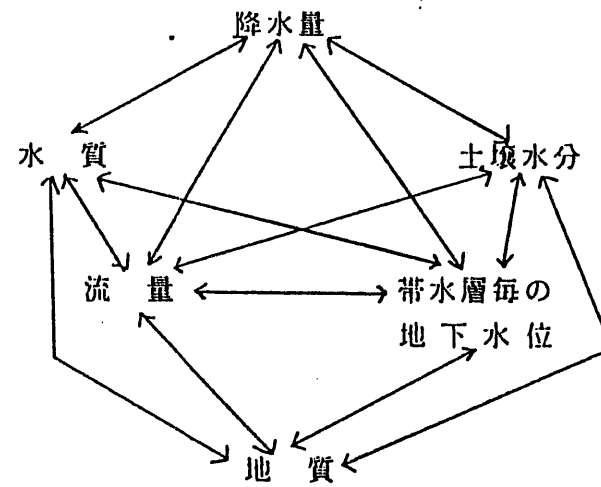 降水量
水 質
土壌水分
流 量
帯水層毎の
地下水位
地 質